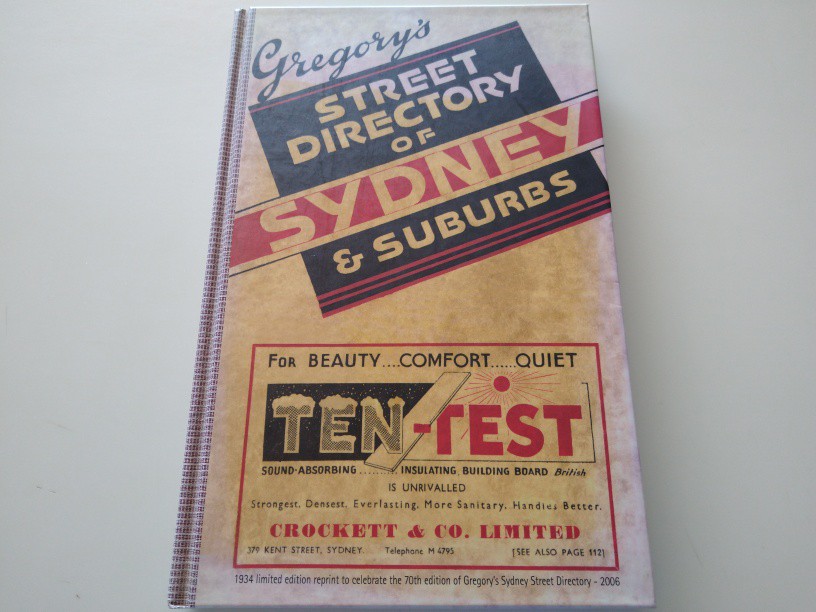 Gregory's
STREET
DIRECTORY
OF
SYDNEY
& SUBURBS
FOR BEAUTY....COMFORT......QUIET
TEN-TEST
SOUND-ABSORBING..........INSULATING BUILDING BOARD British
IS UNRIVALLED
Strongest. Densest. Everlasting. More Sanitary. Handles Better.
CROCKETT & CO. LIMITED
379 KENT STREET, SYDNEY. Telephone M 4795 [SEE ALSO PAGE 112]
1934 limited edition reprint to celebrate the 70th edition of Gregory's Sydney Street Directory - 2006